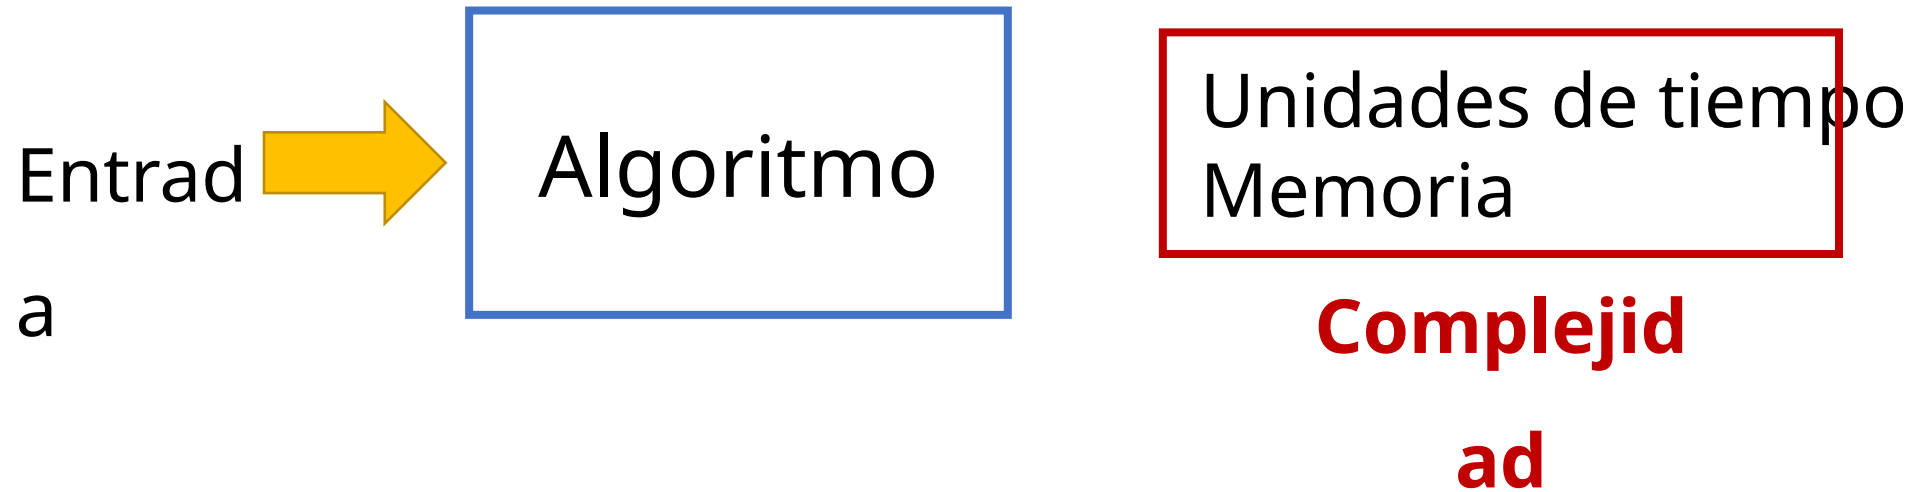 Entrad
a
Algoritmo
Unidades de tiempo
Memoria
Complejid
ad